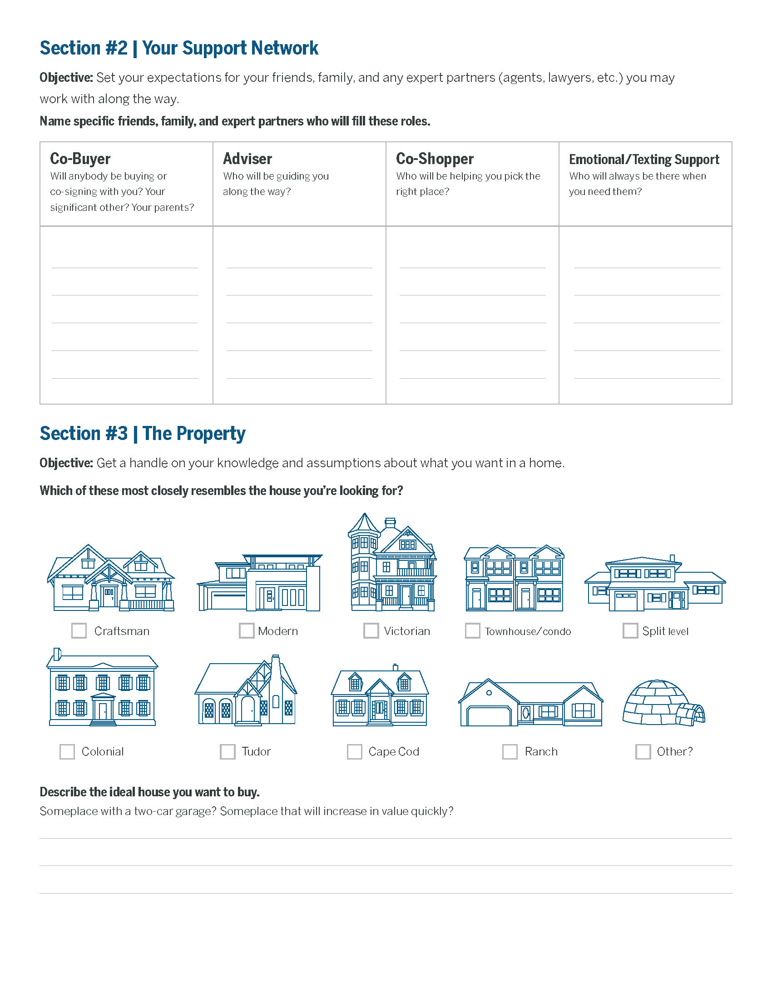 Section #2 | Your Support Network
Objective: Set your expectations for your friends, family, and any expert partners (agents, lawyers, etc.) you may
work with along the way.
Name specific friends, family, and expert partners who will fill these roles.
Co-Buyer
Will anybody be buying or
co-signing with you? Your
significant other? Your parents?
Adviser
Who will be guiding you
along the way?
Co-Shopper
Who will be helping you pick the
right place?
Emotional/Texting Support
Who will always be there when
you need them?
Section #3 | The Property
Objective: Get a handle on your knowledge and assumptions about what you want in a home.
Which of these most closely resembles the house you're looking for?
Craftsman
Modern
Victorian
Townhouse/condo
Split level
Colonial
Tudor
Cape Cod
Ranch
Other?
Describe the ideal house you want to buy.
Someplace with a two-car garage? Someplace that will increase in value quickly?